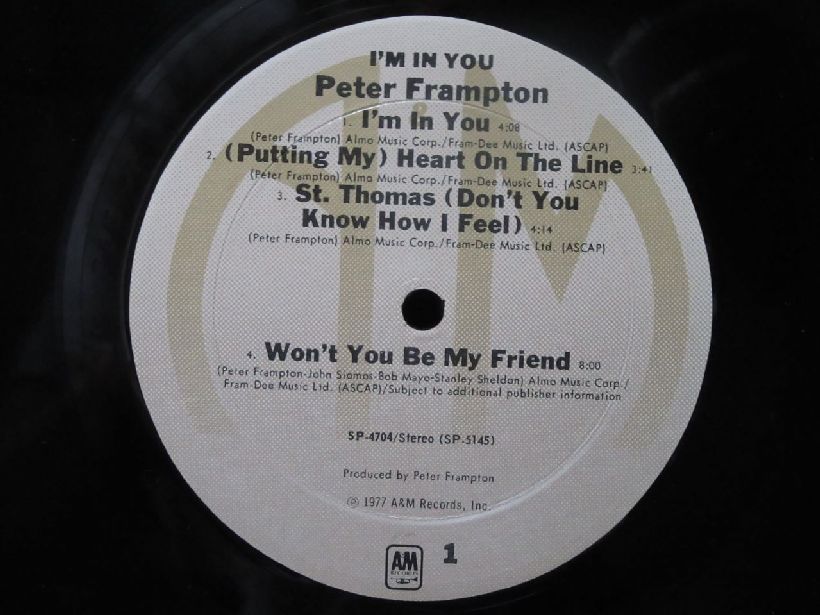 I'M IN YOU
Peter Frampton
1. I'm In You 4:08
(Peter Frampton) Almo Music Corp./Fram-Dee Music Ltd. (ASCAP)
2. (Putting My) Heart On The Line 3:41
(Peter Frampton) Almo Music Corp./Fram-Dee Music Ltd. (ASCAP)
3. St. Thomas (Don't You
Know How I Feel) 4:14
(Peter Frampton) Almo Music Corp./Fram-Dee Music Ltd. (ASCAP)
4. Won't You Be My Friend 8:00
(Peter Frampton-John Siomos-Bob Mayo-Stanley Sheldon) Almo Music Corp./
Fram-Dee Music Ltd. (ASCAP)/Subject to additional publisher information
SP-4704/Stereo (SP-5145)
Produced by Peter Frampton
℗ 1977 A&M Records, Inc.
AM
RECORDS
1